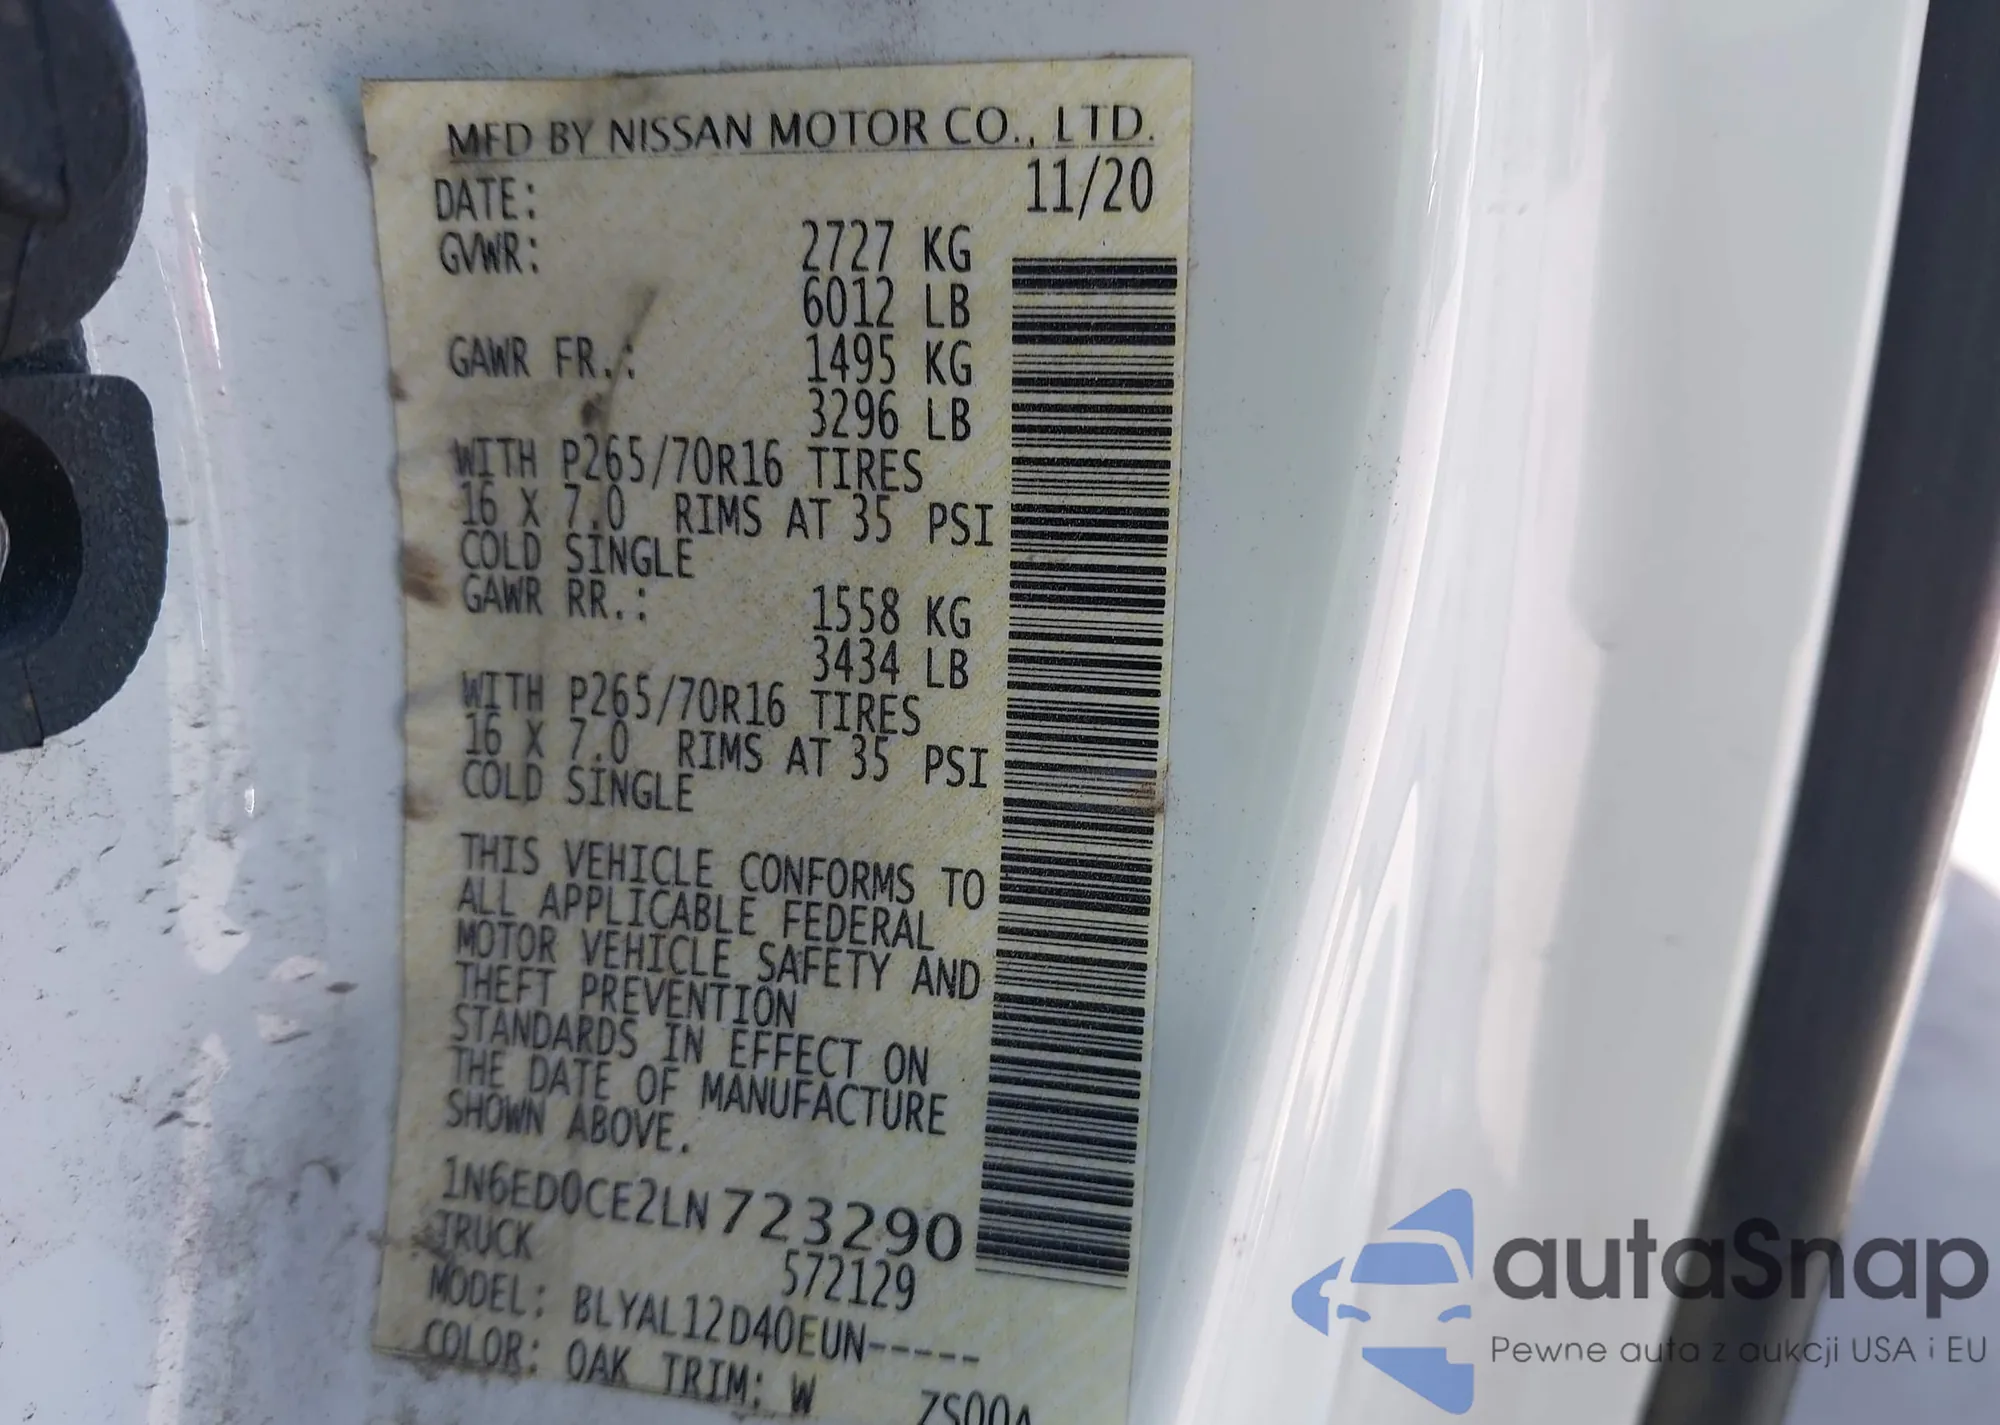 MFD BY NISSAN MOTOR CO., LTD.
DATE: 11/20
GVWR: 2727 KG
6012 LB
GAWR FR.: 1495 KG
3296 LB
WITH P265/70R16 TIRES
16 X 7.0 RIMS AT 35 PSI
COLD SINGLE
GAWR RR.: 1558 KG
3434 LB
WITH P265/70R16 TIRES
16 X 7.0 RIMS AT 35 PSI
COLD SINGLE
THIS VEHICLE CONFORMS TO
ALL APPLICABLE FEDERAL
MOTOR VEHICLE SAFETY AND
THEFT PREVENTION
STANDARDS IN EFFECT ON
THE DATE OF MANUFACTURE
SHOWN ABOVE.
1N6ED0CE2LN723290
TRUCK 572129
MODEL: BLYAL12D40EUN-----
COLOR: QAK TRIM: W ZS00A
autaSnap
Pewne auta z aukcji USA i EU